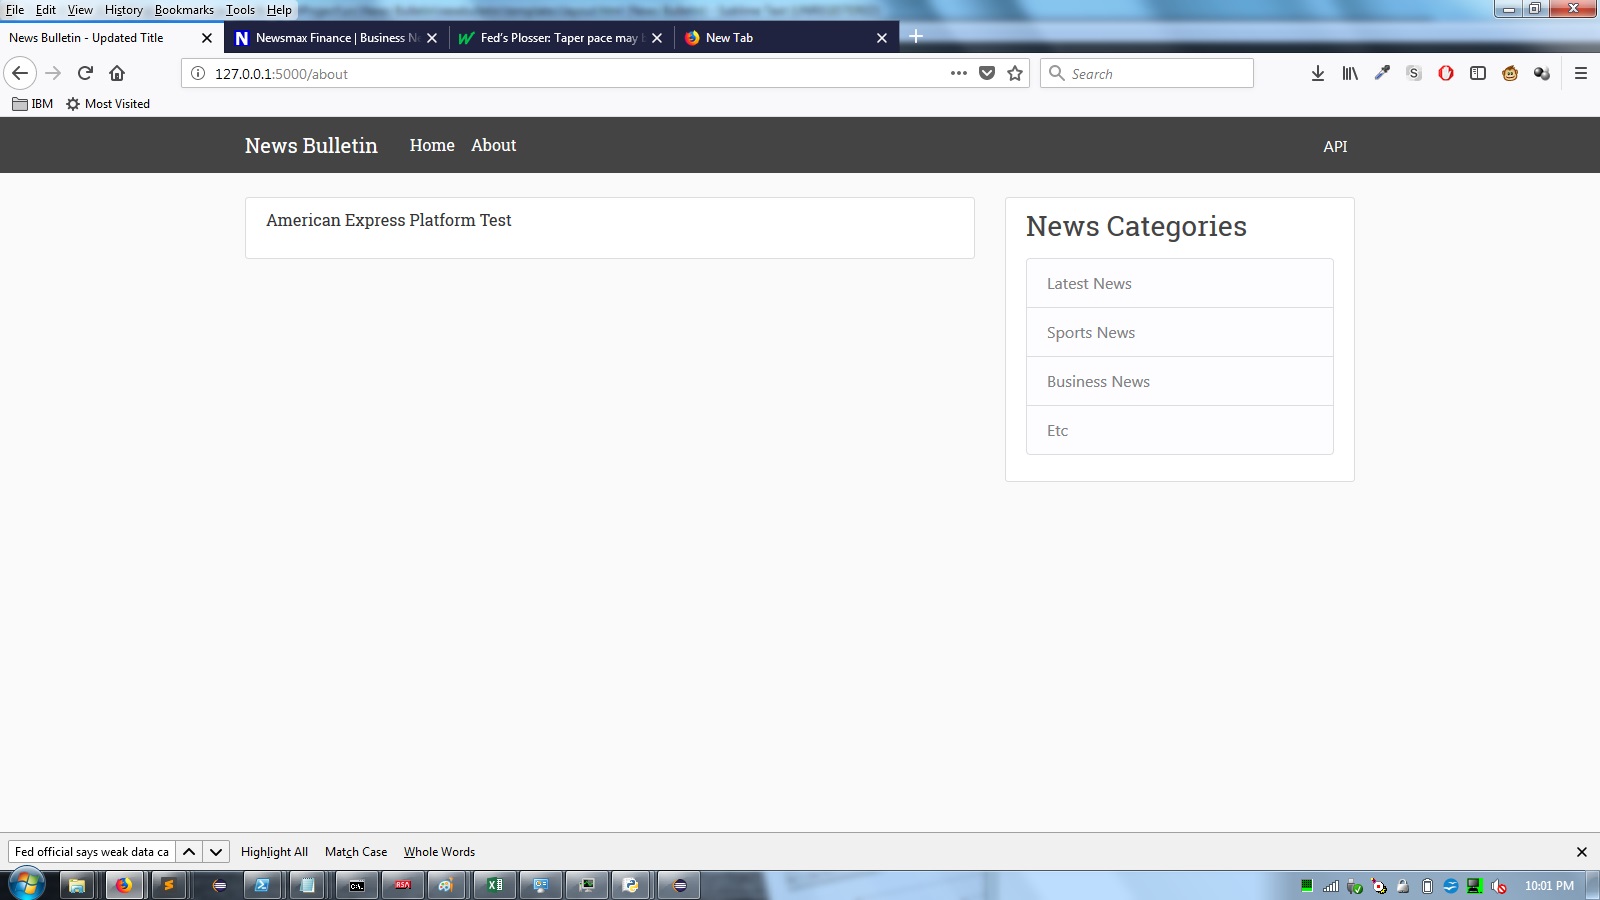 File Edit View History Bookmarks Tools Help
News Bulletin - Updated Title
Newsmax Finance | Business N
Fed's Plosser: Taper pace may
New Tab
127.0.0.1:5000/about
Search
S
IBM Most Visited
News Bulletin Home About API
American Express Platform Test
News Categories
Latest News
Sports News
Business News
Etc
Fed official says weak data ca Highlight All Match Case Whole Words
RSA
10:01 PM